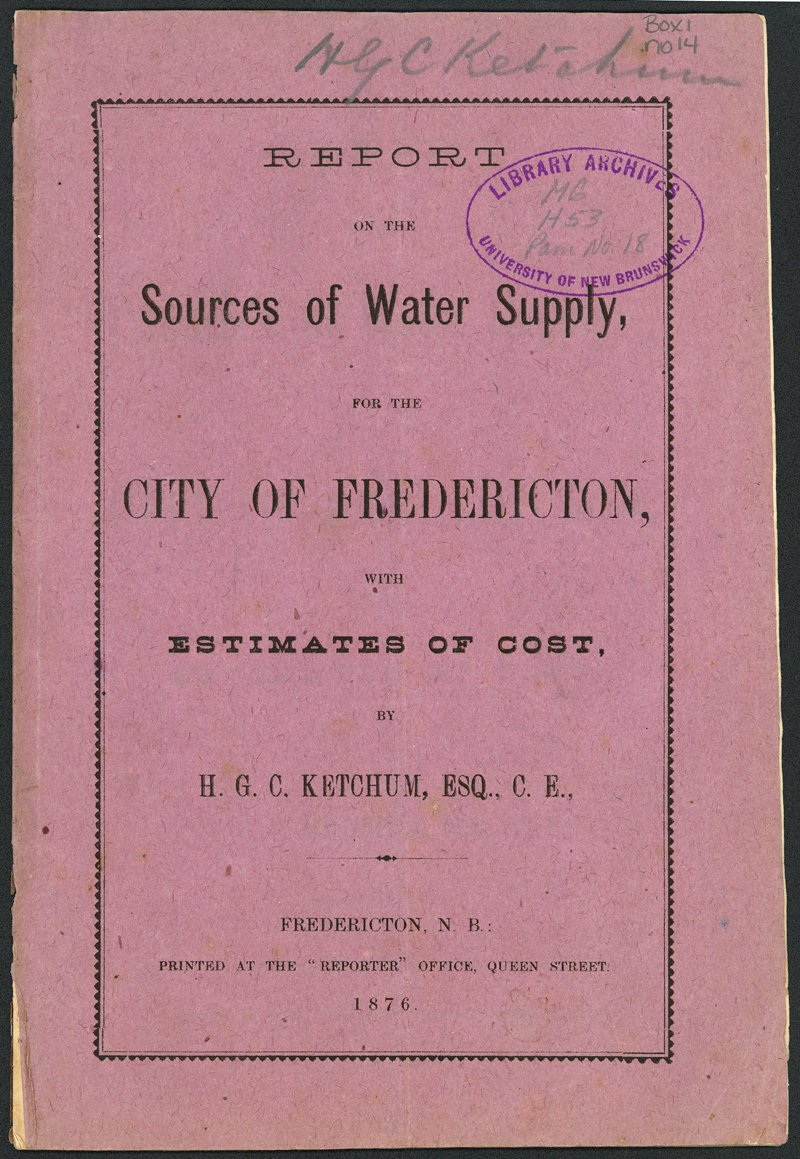 Box 1
no 14
H G C Ketchum
REPORT
LIBRARY ARCHIVES
MG
H53
Pam No. 18
UNIVERSITY OF NEW BRUNSWICK
ON THE
Sources of Water Supply,
FOR THE
CITY OF FREDERICTON,
WITH
ESTIMATES OF COST,
BY
H. G. C. KETCHUM, ESQ., C. E.,
FREDERICTON, N. B.:
PRINTED AT THE "REPORTER" OFFICE, QUEEN STREET.
1876.